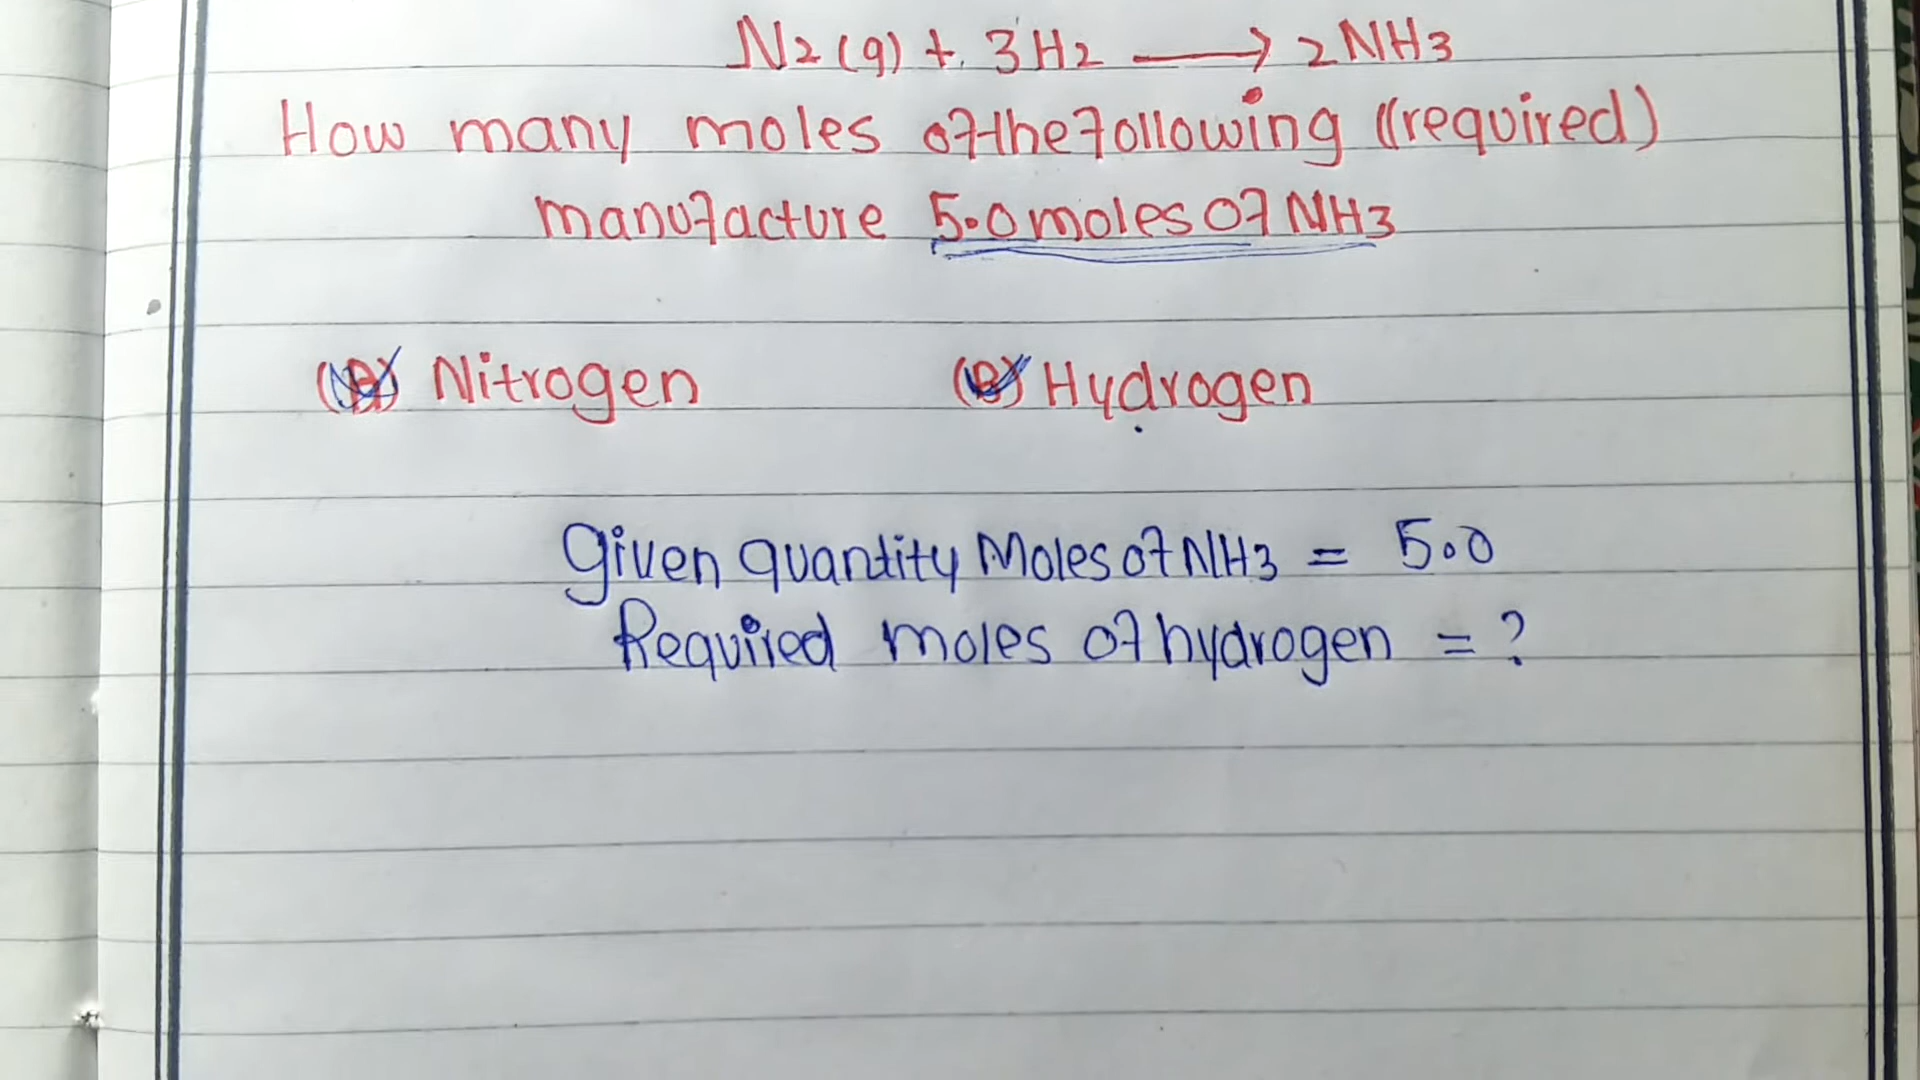 N2(g) + 3H2 ⟶ 2NH3
How many moles of the following ((required)
manufacture 5.0 moles of NH3
(A) Nitrogen (B) Hydrogen
Given quantity Moles of NH3 = 5.0
Required moles of hydrogen = ?